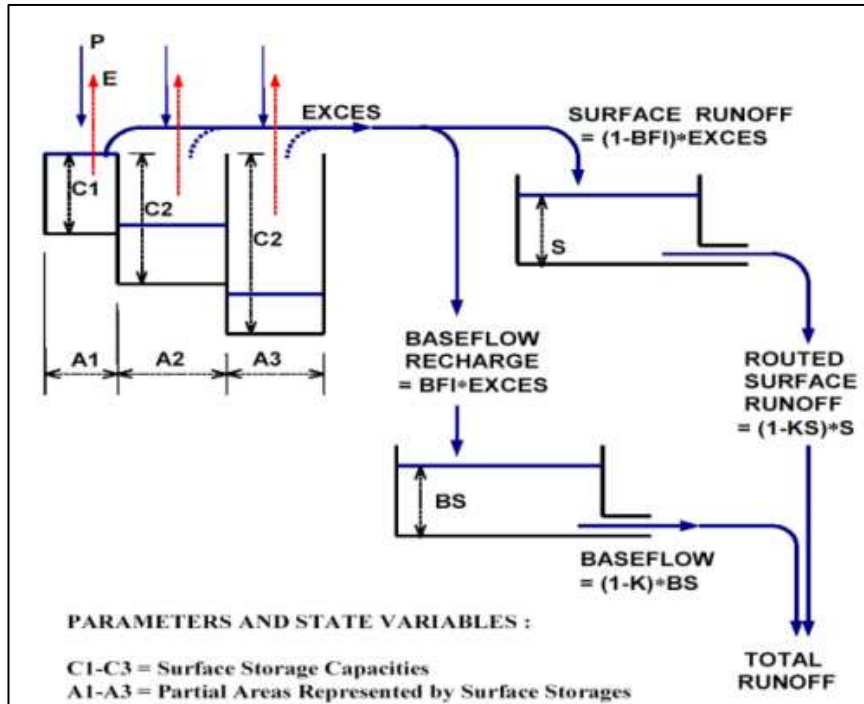 P
E
EXCES
SURFACE RUNOFF
= (1-BFI)*EXCES
C1
C2
C2
S
A1
A2
A3
BASEFLOW
RECHARGE
= BFI*EXCES
ROUTED
SURFACE
RUNOFF
= (1-KS)*S
BS
BASEFLOW
= (1-K)*BS
PARAMETERS AND STATE VARIABLES :
TOTAL
RUNOFF
C1-C3 = Surface Storage Capacities
A1-A3 = Partial Areas Represented by Surface Storages